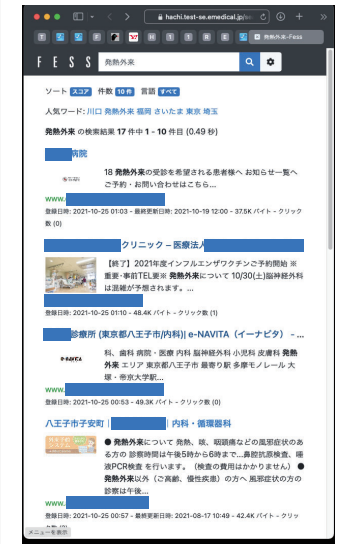 hachi.test-se.emedical.jp/se
発熱外来-Fess
FESS
発熱外来
ソート スコア 件数 10 件 言語 すべて
人気ワード: 川口 発熱外来 福岡 さいたま 東京 埼玉
発熱外来 の検索結果 17 件中 1 - 10 件目 (0.49 秒)
病院
18 発熱外来の受診を希望される患者様へ お知らせ一覧へ
ご予約・お問い合わせはこちら...
www.
登録日時: 2021-10-25 01:03 - 最終更新日時: 2021-10-19 12:00 - 37.5K バイト - クリック
数 (0)
クリニック – 医療法人
【終了】2021年度インフルエンザワクチンご予約開始 ※
重要･事前TEL要※ 発熱外来について 10/30(土)脳神経外科
は混雑が予想されます。...
登録日時: 2021-10-25 01:10 - 48.4K バイト - クリック数 (1)
診療所 (東京都八王子市/内科)| e-NAVITA（イーナビタ） - ...
e-NAVITA
科、歯科 病院・医療 内科 脳神経外科 小児科 皮膚科 発熱
外来 エリア 東京都八王子市 最寄り駅 多摩モノレール 大
塚・帝京大学駅...
www.
登録日時: 2021-10-25 00:53 - 49.3K バイト - クリック数 (0)
八王子市子安町｜ ｜内科・循環器科
● 発熱外来について 発熱、咳、咽頭痛などの風邪症状のあ
る方の 診察時間は午後5時から6時まで...鼻腔抗原検査、唾
液PCR検査 を行います。（検査の費用はかかりません）●
発熱外来以外（ご高齢、慢性疾患）の方へ 風邪症状の方の
診察は午後...
www.
登録日時: 2021-10-25 00:57 - 最終更新日時: 2021-08-17 10:49 - 42.4K バイト - クリッ
メニューを表示